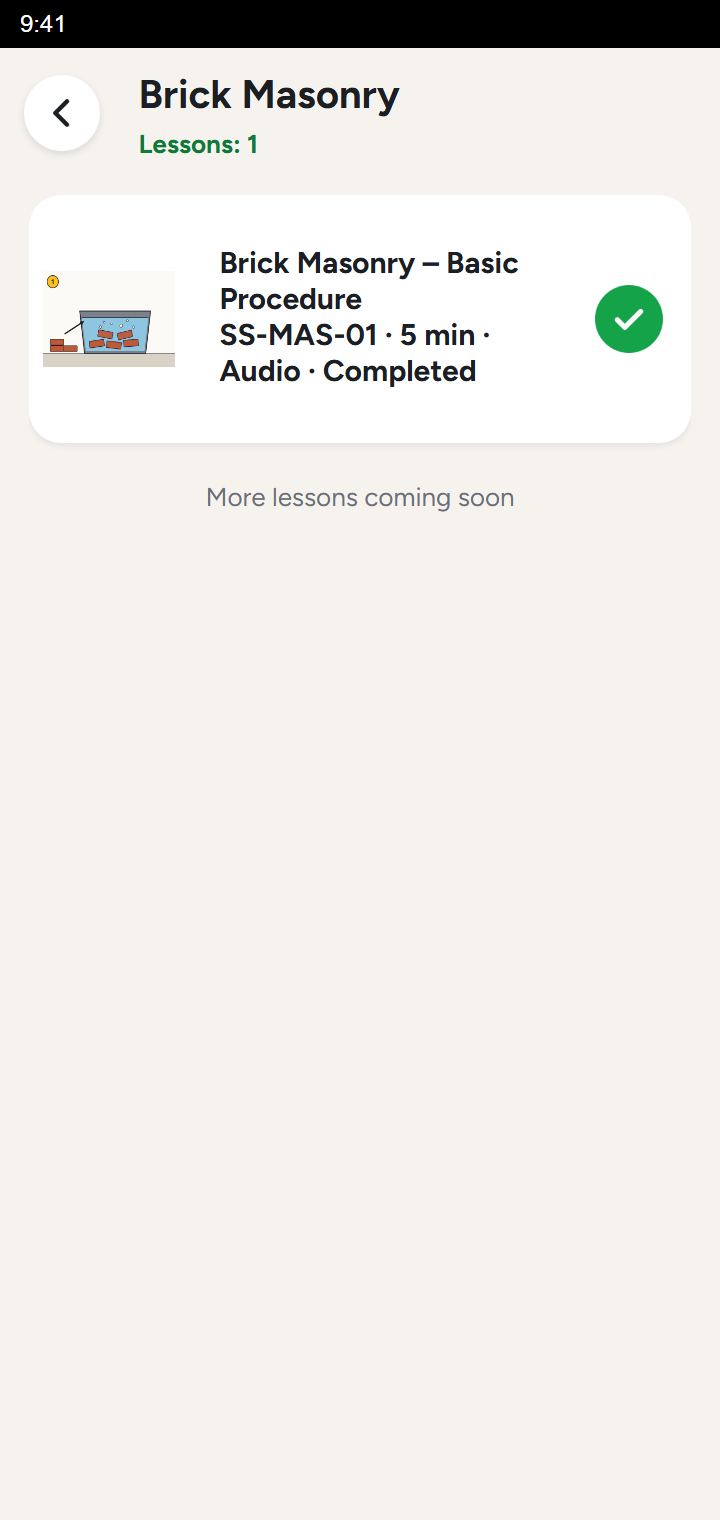 9:41
Brick Masonry
Lessons: 1
1
Brick Masonry – Basic
Procedure
SS-MAS-01 · 5 min ·
Audio · Completed
More lessons coming soon